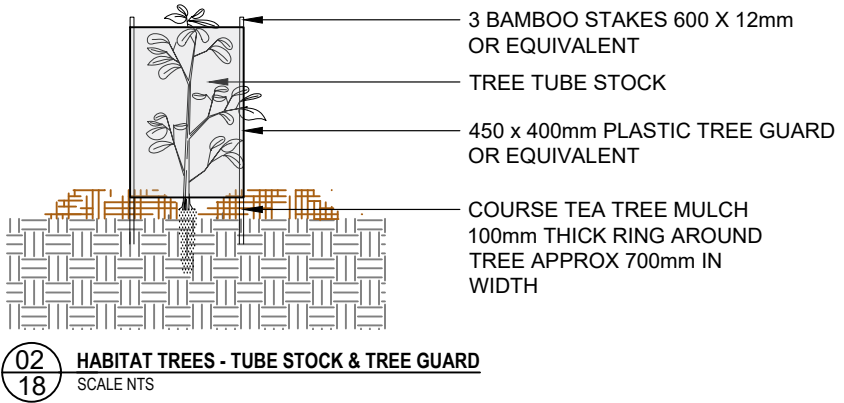 3 BAMBOO STAKES 600 X 12mm
OR EQUIVALENT
TREE TUBE STOCK
450 x 400mm PLASTIC TREE GUARD
OR EQUIVALENT
COURSE TEA TREE MULCH
100mm THICK RING AROUND
TREE APPROX 700mm IN
WIDTH
02
18
HABITAT TREES - TUBE STOCK & TREE GUARD
SCALE NTS